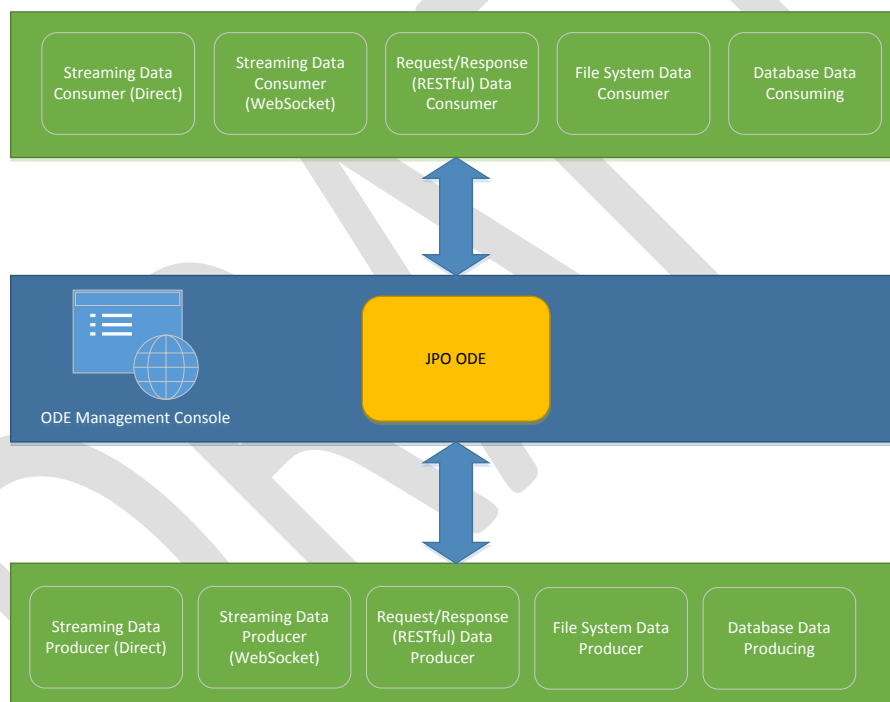 Streaming Data
Consumer (Direct)
Streaming Data
Consumer
(WebSocket)
Request/Response
(RESTful) Data
Consumer
File System Data
Consumer
Database Data
Consuming
JPO ODE
ODE Management Console
Streaming Data
Producer (Direct)
Streaming Data
Producer
(WebSocket)
Request/Response
(RESTful) Data
Producer
File System Data
Producer
Database Data
Producing